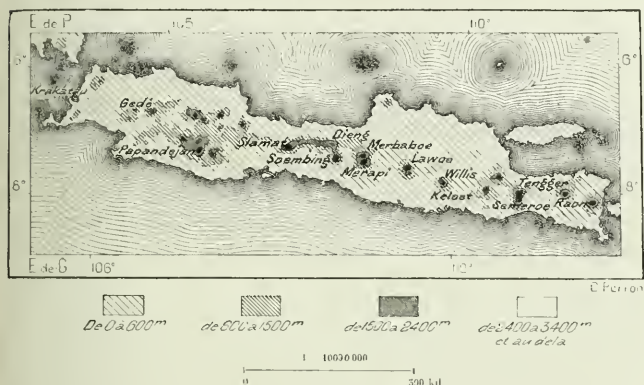 E de P. 105° 110°
6° 6°
Krakatau
Gedé
Slamat Dieng
Papandejan Merbaboe
Soembing Lawoe
Merapi Willis
Tengger
8° 8°
Keloet Semeroe Raon
E de G. 106°
C Perron
De 0 à 600m de 600 à 1500m de 1500 à 2400m de 2400 à 3400m
et au delà
1 10000000
0 300 kil